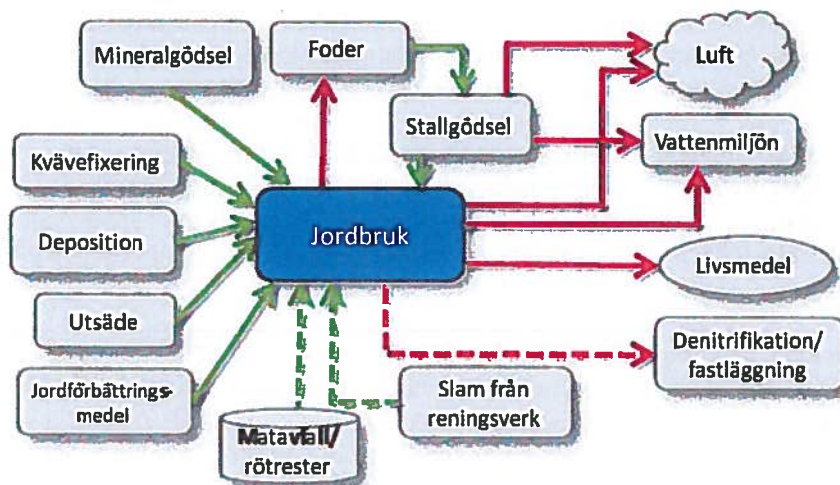 Mineralgödsel
Foder
Luft
Stallgödsel
Vattenmiljön
Kvävefixering
Deposition
Jordbruk
Livsmedel
Utsäde
Denitrifikation/
fastläggning
Jordförbättrings-
medel
Slam från
reningsverk
Matavfall/
rötrester